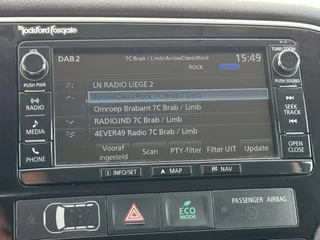 Rockford Fosgate
VOL
TUNE/SOUND
DAB2
7C Brab / Limb/ArrowClassicRock
15:49
ROCK
PUSH PWR
PUSH SOUND
LN RADIO LIEGE 2
ArrowClassicRock 7C Brab / Limb
Omroep Brabant 7C Brab / Limb
RADIOJND 7C Brab / Limb
4EVER49 Radio 7C Brab / Limb
RADIO
MEDIA
PHONE
SEEK
TRACK
OPEN
CLOSE
Vooraf
ingesteld
Scan
PTY-filter
Filter UIT
Update
INFO/SET
MAP
NAV
ECO
MODE
PASSENGER AIRBAG